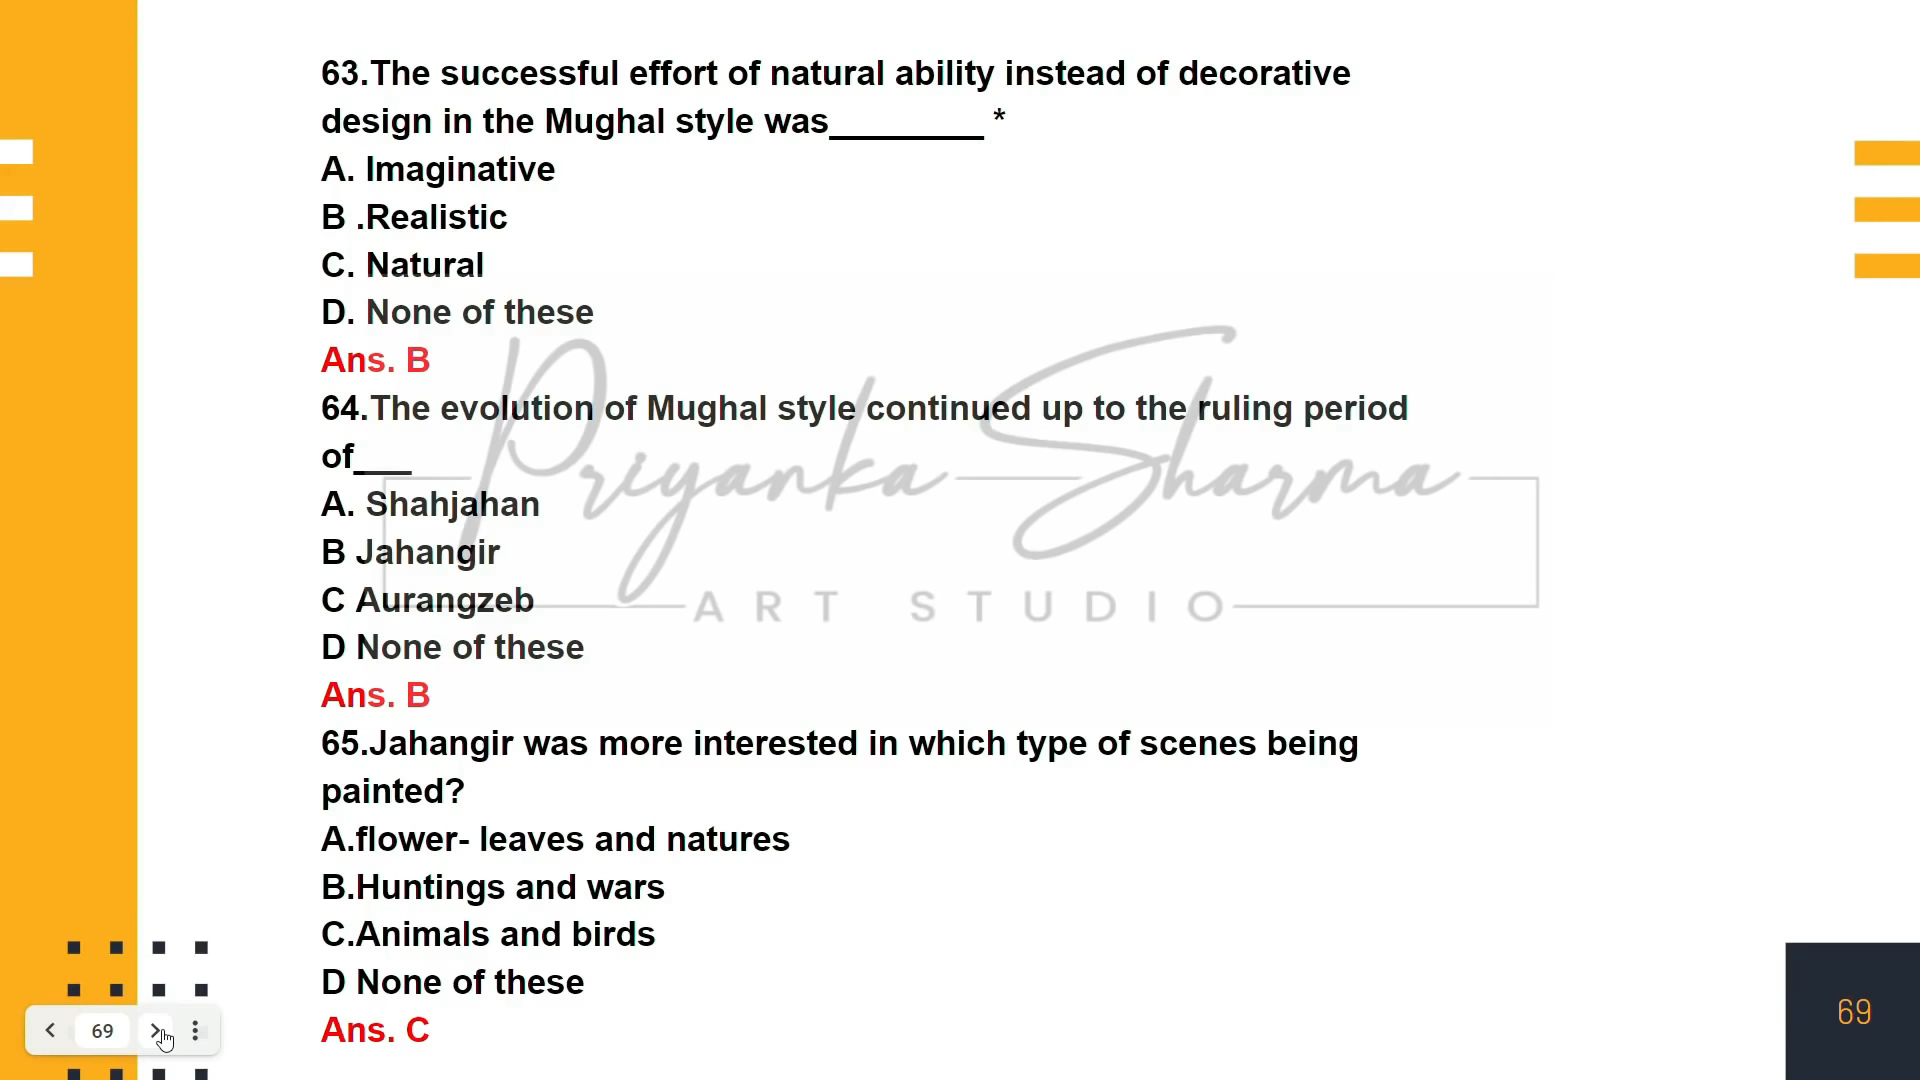 63.The successful effort of natural ability instead of decorative
design in the Mughal style was________ *
A. Imaginative
B .Realistic
C. Natural
D. None of these
Ans. B
64.The evolution of Mughal style continued up to the ruling period
of___
A. Shahjahan
B Jahangir
C Aurangzeb
D None of these
Ans. B
65.Jahangir was more interested in which type of scenes being
painted?
A.flower- leaves and natures
B.Huntings and wars
C.Animals and birds
D None of these
Ans. C
Priyanka Sharma
ART STUDIO
69
69